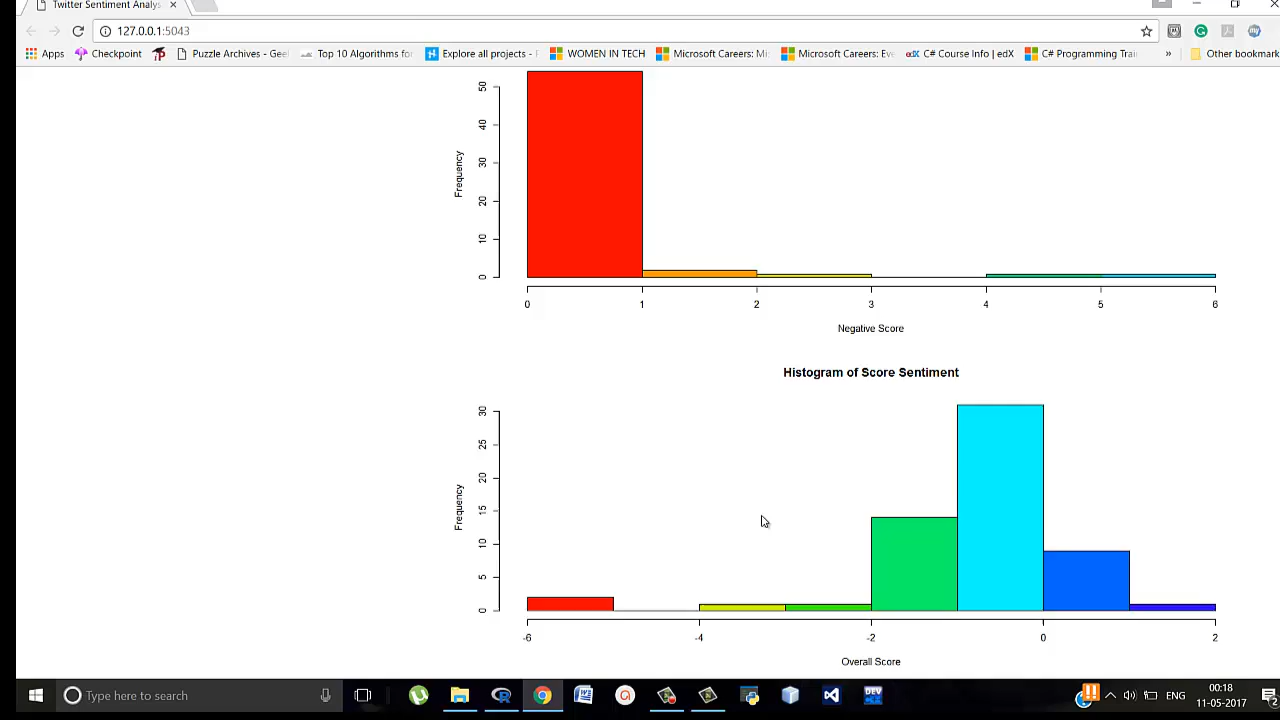 Twitter Sentiment Analys
127.0.0.1:5043
Apps Checkpoint Puzzle Archives - Gee Top 10 Algorithms for Explore all projects - WOMEN IN TECH Microsoft Careers: Mi Microsoft Careers: Eve C# Course Info | edX C# Programming Trai » Other bookmark
50
40
30
20
10
0
Frequency
0 1 2 3 4 5 6
Negative Score
Histogram of Score Sentiment
30
25
20
15
10
5
0
Frequency
-6 -4 -2 0 2
Overall Score
Type here to search
DEV
ENG
00:18
11-05-2017